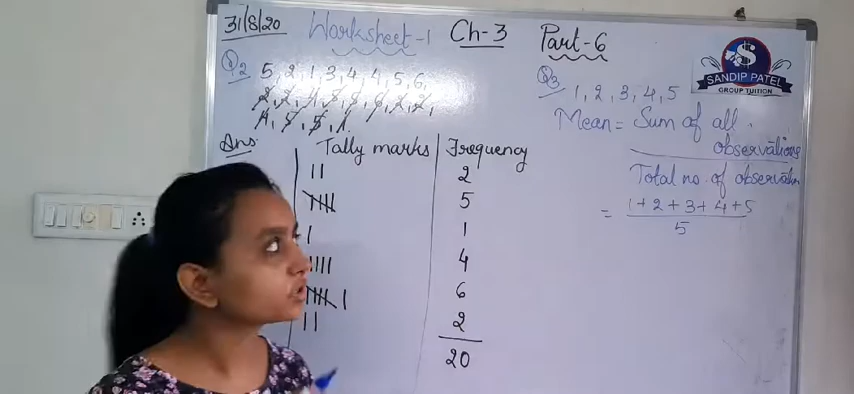 31/8/20 Worksheet-1 Ch-3 Part-6
Q2 5, 2, 1, 3, 4, 4, 5, 6,
Ans
Tally marks Frequency
|| 2
5
| 1
|||| 4
| 6
|| 2
20
Q3 1, 2, 3, 4, 5
Mean = Sum of all observations
Total no. of observation
= 1+2+3+4+5
5
SANDIP PATEL
GROUP TUITION